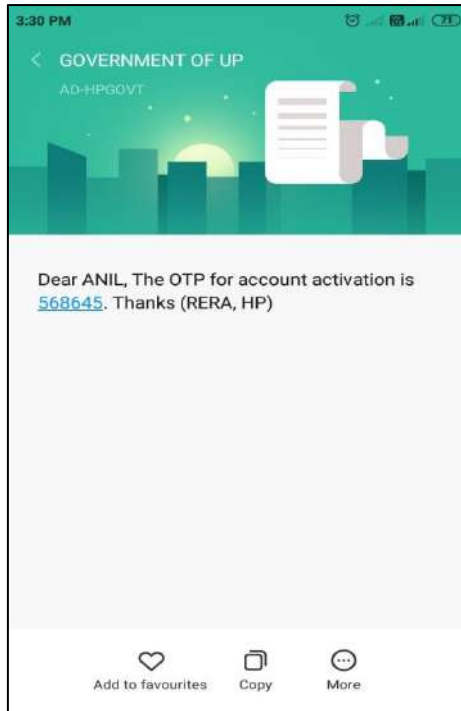 3:30 PM
71
GOVERNMENT OF UP
AD-HPGOVT
Dear ANIL, The OTP for account activation is
568645. Thanks (RERA, HP)
Add to favourites Copy More